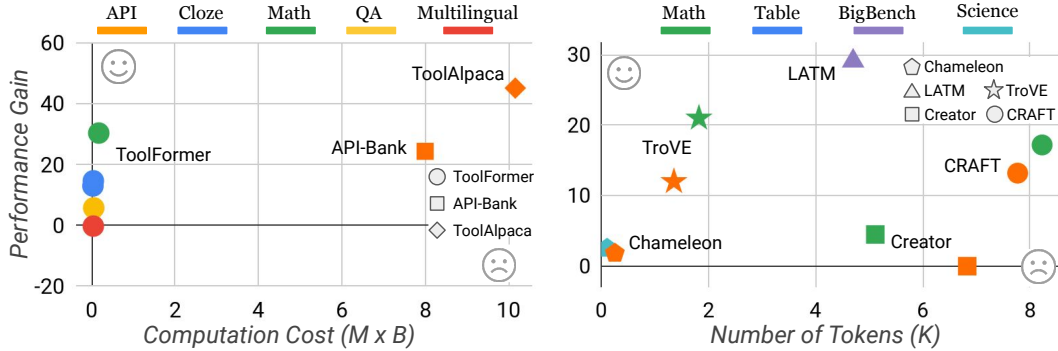 API Cloze Math QA Multilingual
60
40
20
0
-20
Performance Gain
ToolAlpaca
ToolFormer
API-Bank
ToolFormer
API-Bank
ToolAlpaca
0 2 4 6 8 10
Computation Cost (M x B)
Math Table BigBench Science
30
20
10
0
LATM
Chameleon
LATM TroVE
Creator CRAFT
TroVE
CRAFT
Chameleon
Creator
0 2 4 6 8
Number of Tokens (K)